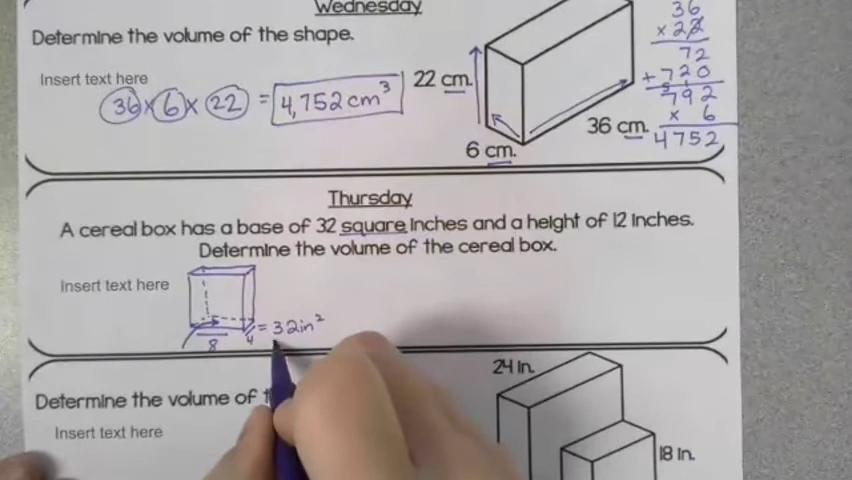 Wednesday
Determine the volume of the shape.
Insert text here
36 × 6 × 22 = 4,752 cm³
22 cm.
36 cm.
6 cm.
36
× 22
72
+ 720
792
× 6
4752
Thursday
A cereal box has a base of 32 square inches and a height of 12 inches.
Determine the volume of the cereal box.
Insert text here
8 4 = 32in²
Determine the volume of
Insert text here
24 in.
18 in.